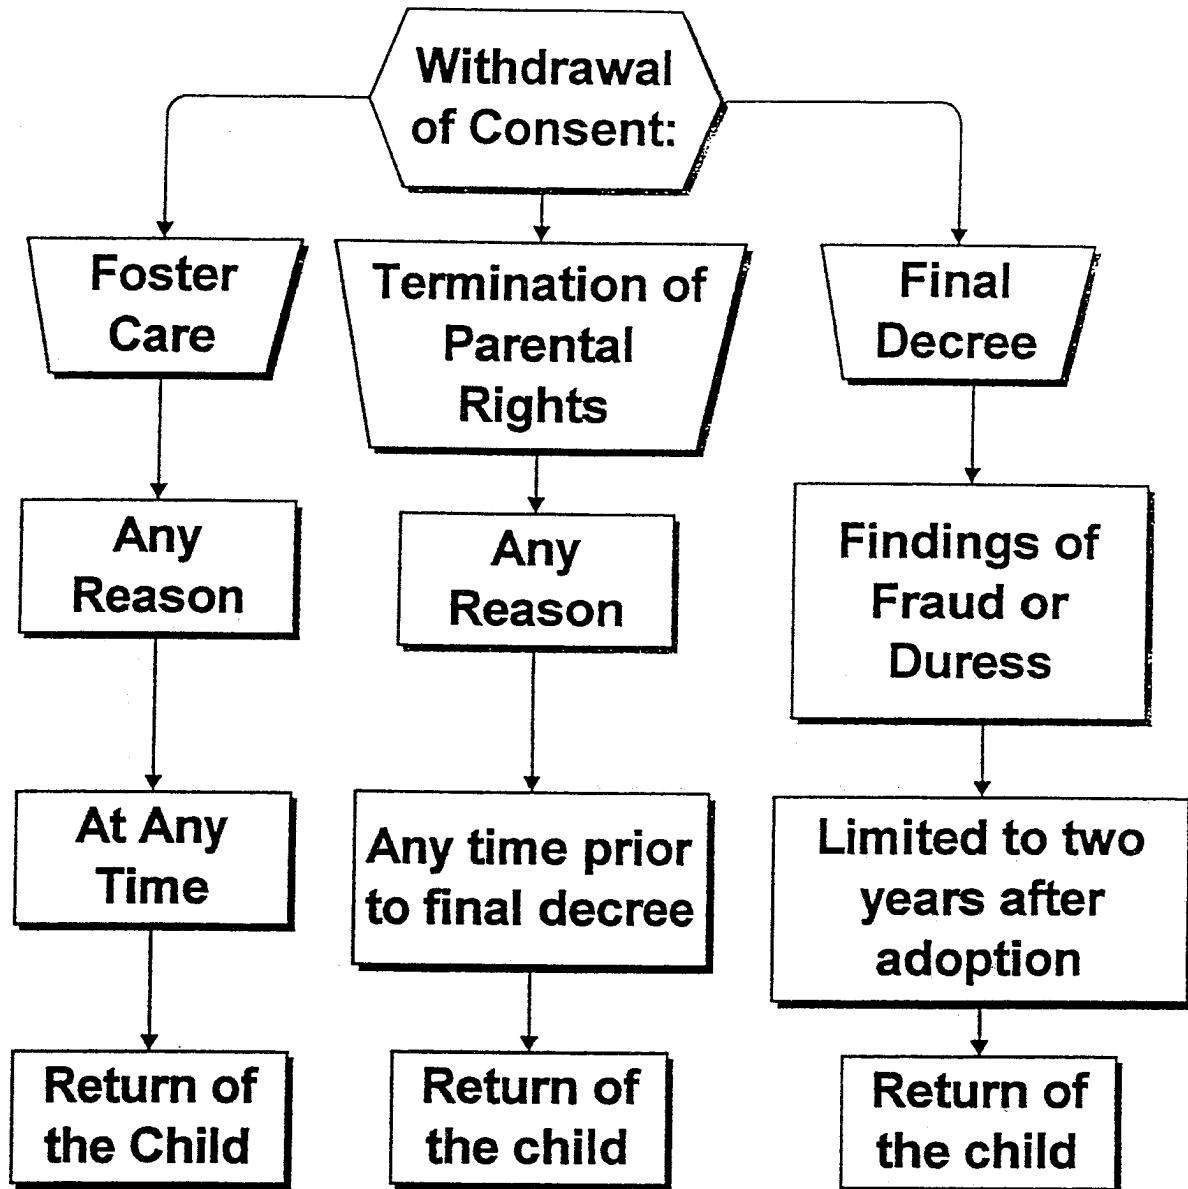 Withdrawal
of Consent:
Foster
Care
Any
Reason
At Any
Time
Return of
the Child
Termination of
Parental
Rights
Any
Reason
Any time prior
to final decree
Return of
the child
Final
Decree
Findings of
Fraud or
Duress
Limited to two
years after
adoption
Return of
the child